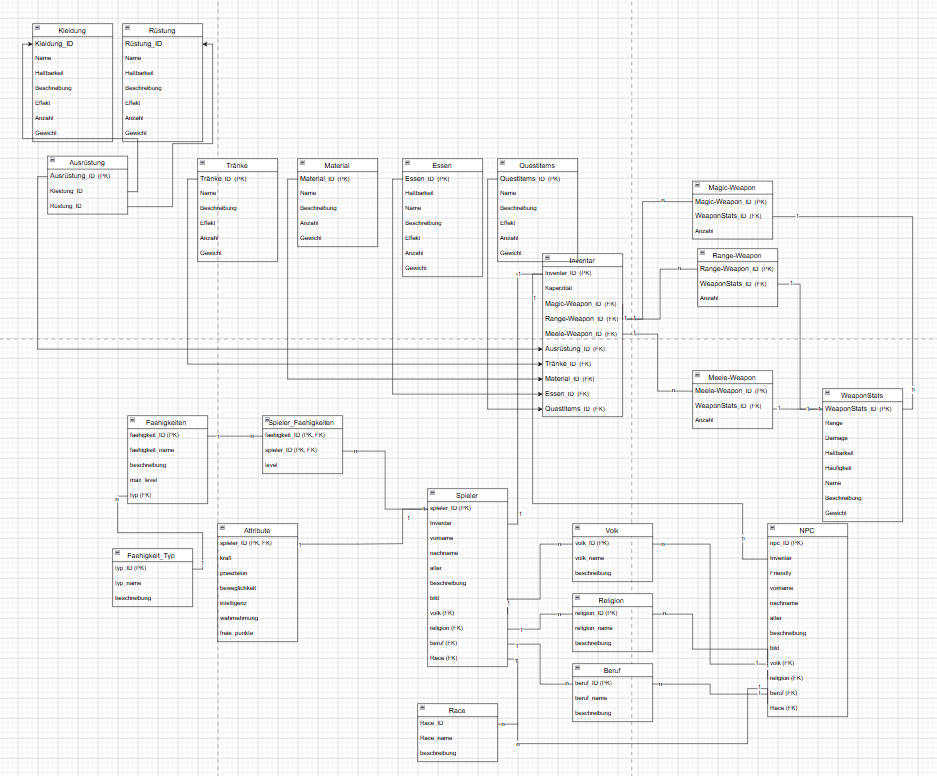 Kleidung
Kleidung_ID
Name
Haltbarkeit
Beschreibung
Effekt
Anzahl
Gewicht
Rüstung
Rüstung_ID
Name
Haltbarkeit
Beschreibung
Effekt
Anzahl
Gewicht
Ausrüstung
Ausrüstung_ID (PK)
Kleidung_ID
Rüstung_ID
Tränke
Tränke_ID (PK)
Name
Beschreibung
Effekt
Anzahl
Gewicht
Material
Material_ID (PK)
Name
Beschreibung
Anzahl
Gewicht
Essen
Essen_ID (PK)
Haltbarkeit
Name
Beschreibung
Effekt
Anzahl
Gewicht
Questitems
Questitems_ID (PK)
Name
Beschreibung
Effekt
Anzahl
Gewicht
Inventar
Inventar_ID (PK)
Kaperzität
Magic-Weapon_ID (FK)
Range-Weapon_ID (FK)
Meele-Weapon_ID (FK)
Ausrüstung_ID (FK)
Tränke_ID (FK)
Material_ID (FK)
Essen_ID (FK)
Questitems_ID (FK)
Magic-Weapon
Magic-Weapon_ID (PK)
WeaponStats_ID (FK)
Anzahl
Range-Weapon
Range-Weapon_ID (PK)
WeaponStats_ID (FK)
Anzahl
Meele-Weapon
Meele-Weapon_ID (PK)
WeaponStats_ID (FK)
Anzahl
WeaponStats
WeaponStats_ID (PK)
Range
Damage
Haltbarkeit
Häufigkeit
Name
Beschreibung
Gewicht
Faehigkeiten
faehigkeit_ID (PK)
faehigkeit_name
beschreibung
max_level
typ (FK)
Spieler_Faehigkeiten
faehigkeit_ID (PK, FK)
spieler_ID (PK, FK)
level
Faehigkeit_Typ
typ_ID (PK)
typ_name
beschreibung
Attribute
spieler_ID (PK, FK)
kraft
praezision
beweglichkeit
intelligenz
wahrnehmung
freie_punkte
Spieler
spieler_ID (PK)
Inventar
vorname
nachname
alter
beschreibung
bild
volk (FK)
religion (FK)
beruf (FK)
Race (FK)
Volk
volk_ID (PK)
volk_name
beschreibung
Religion
religion_ID (PK)
religion_name
beschreibung
Beruf
beruf_ID (PK)
beruf_name
beschreibung
Race
Race_ID
Race_name
beschreibung
NPC
npc_ID (PK)
Inventar
Friendly
vorname
nachname
alter
beschreibung
bild
volk (FK)
religion (FK)
beruf (FK)
Race (FK)